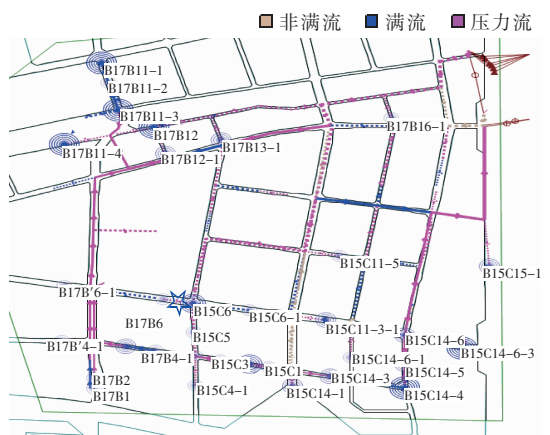 非满流 满流 压力流
B17B11-1
B17B11-2
B17B11-3
B17B12
B17B16-1
B17B13-1
B17B11-4
B17B12-1
B15C11-5
B15C15-1
B17B'6-1
B15C6
B15C6-1
B17B6
B15C11-3-1
B15C5
B15C14-6
B17B'4-1
B17B4-1
B15C14-6-3
B15C14-6-1
B15C3
B15C1
B15C14-5
B15C14-3
B17B2
B15C4-1
B15C14-1
B15C14-4
B17B1